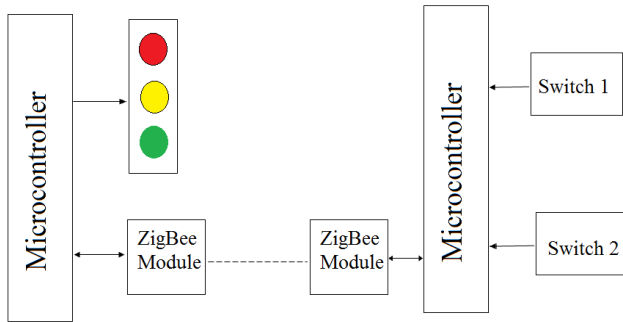 Microcontroller
ZigBee
Module
ZigBee
Module
Microcontroller
Switch 1
Switch 2